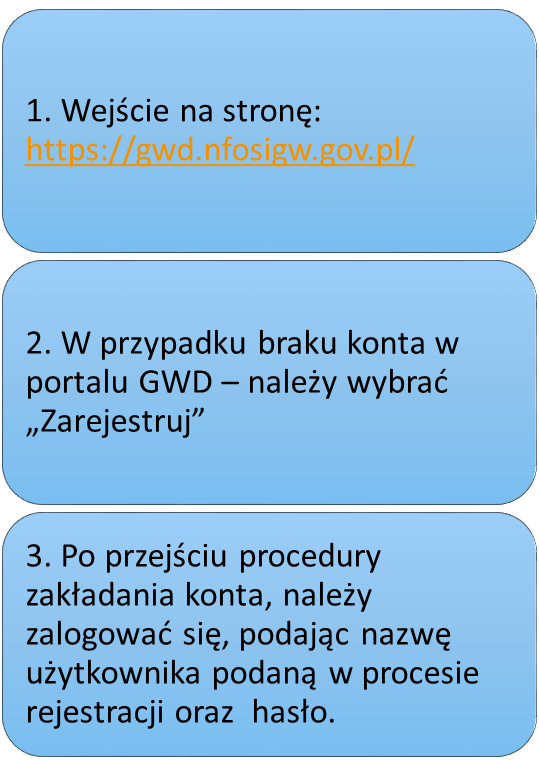 1. Wejście na stronę:
https://gwd.nfosigw.gov.pl/
2. W przypadku braku konta w
portalu GWD – należy wybrać
„Zarejestruj”
3. Po przejściu procedury
zakładania konta, należy
zalogować się, podając nazwę
użytkownika podaną w procesie
rejestracji oraz  hasło.